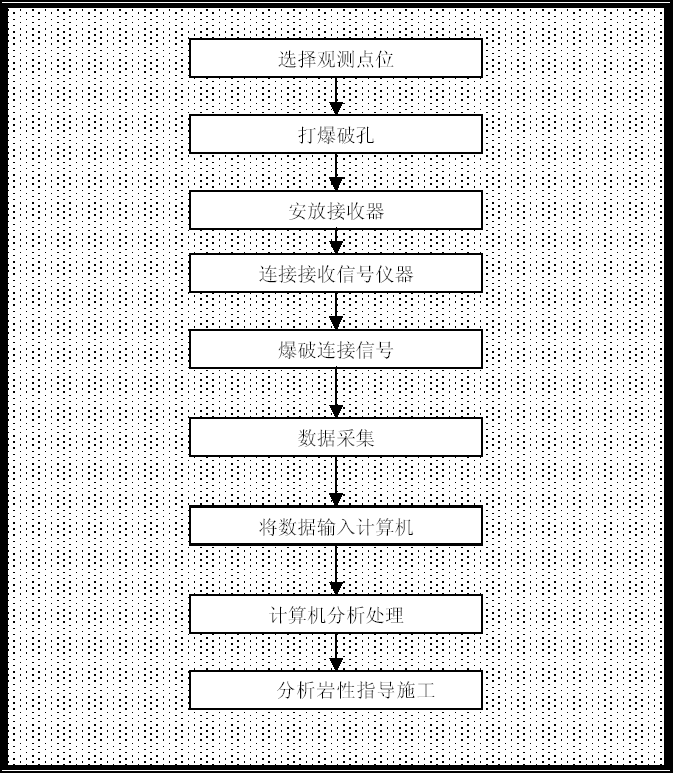 选择观测点位
打爆破孔
安放接收器
连接接收信号仪器
爆破连接信号
数据采集
将数据输入计算机
计算机分析处理
分析岩性指导施工